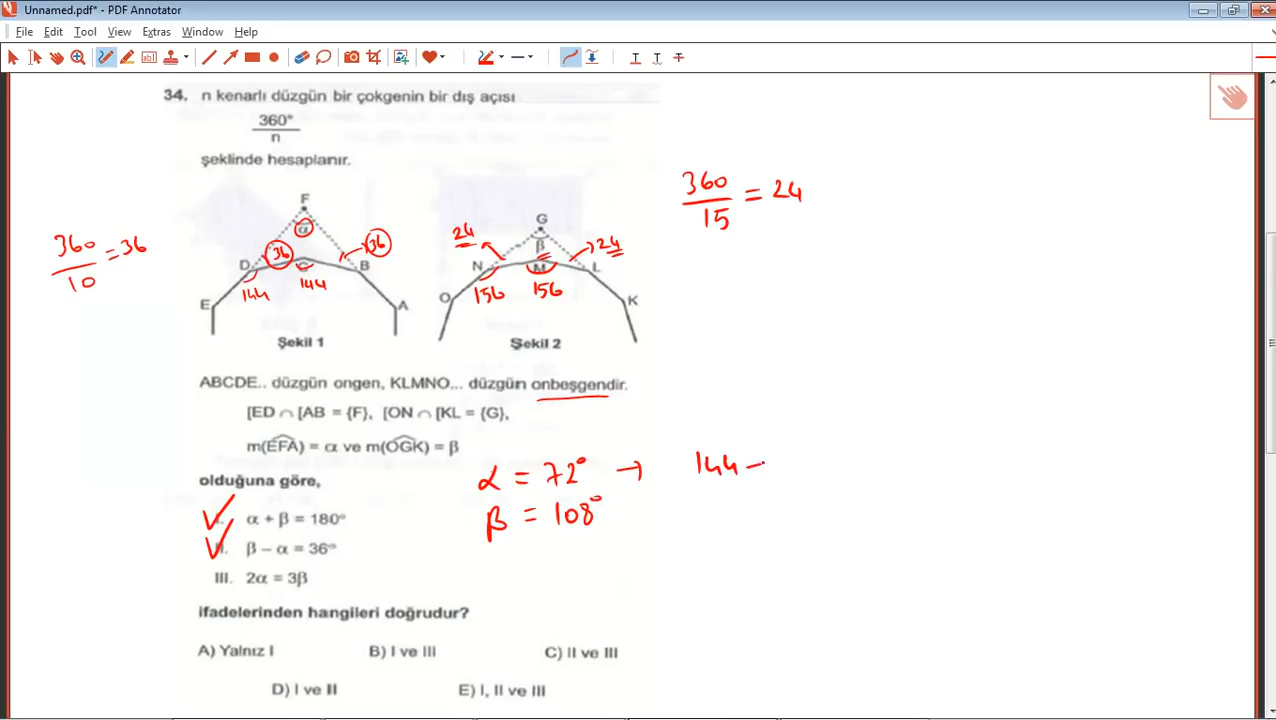 Unnamed.pdf* - PDF Annotator
File Edit Tool View Extras Window Help
34. n kenarlı düzgün bir çokgenin bir dış açısı
360°
n
şeklinde hesaplanır.
360
15
= 24
360
10
= 36
F
α
36
36
D
C
B
144
144
E
A
Şekil 1
G
β
24
24
N
M
L
156
156
O
K
Şekil 2
ABCDE.. düzgün ongen, KLMNO... düzgün onbeşgendir.
[ED ∩ [AB = {F}, [ON ∩ [KL = {G},
m(EFA) = α ve m(OGK) = β
α = 72° → 144 -
olduğuna göre,
β = 108°
I. α + β = 180°
II. β – α = 36°
III. 2α = 3β
ifadelerinden hangileri doğrudur?
A) Yalnız I B) I ve III C) II ve III
D) I ve II E) I, II ve III